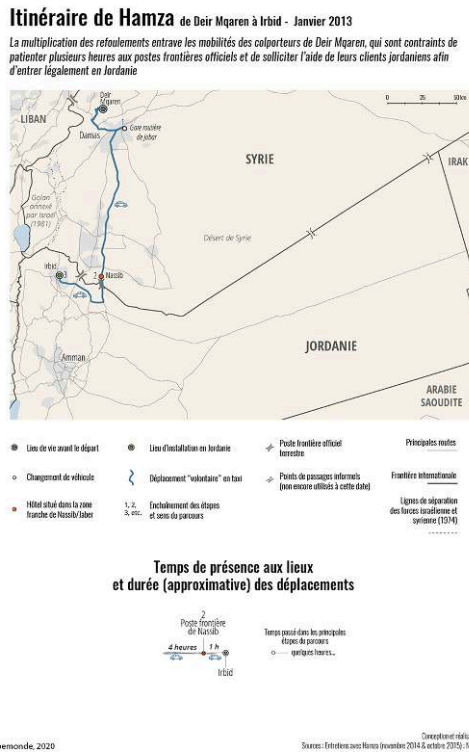 Itinéraire de Hamza de Deir Mqaren à Irbid - Janvier 2013
La multiplication des refoulements entrave les mobilités des colporteurs de Deir Mqaren, qui sont contraints de
patienter plusieurs heures aux postes frontières officiels et de solliciter l'aide de leurs clients jordaniens afin
d'entrer légalement en Jordanie
Deir
Mqaren
0 25 50km
LIBAN
Damas
Gare routière
de Jabar
SYRIE
IRAK
Golan
annexé
par Israël
(1981)
Désert de Syrie
Irbid
3
2
Nassib
JORDANIE
Amman
ARABIE
SAOUDITE
Lieu de vie avant le départ
Changement de véhicule
Hôtel situé dans la zone
franche de Nassib/Jaber
Lieu d'installation en Jordanie
Déplacement "volontaire" en taxi
1, 2,
3, etc.
Enchaînement des étapes
et sens du parcours
Poste frontière officiel
terrestre
Points de passages informels
(non encore utilisés à cette date)
Principales routes
Frontière internationale
Lignes de séparation
des forces israélienne et
syrienne (1974)
Temps de présence aux lieux
et durée (approximative) des déplacements
2
Poste frontière
de Nassib
4 heures
1 h
Irbid
Temps passé dans les principales
étapes du parcours
quelques heures...
emonde, 2020
Conception et réalis
Sources : Entretiens avec Hamza (novembre 2014 & octobre 2015)